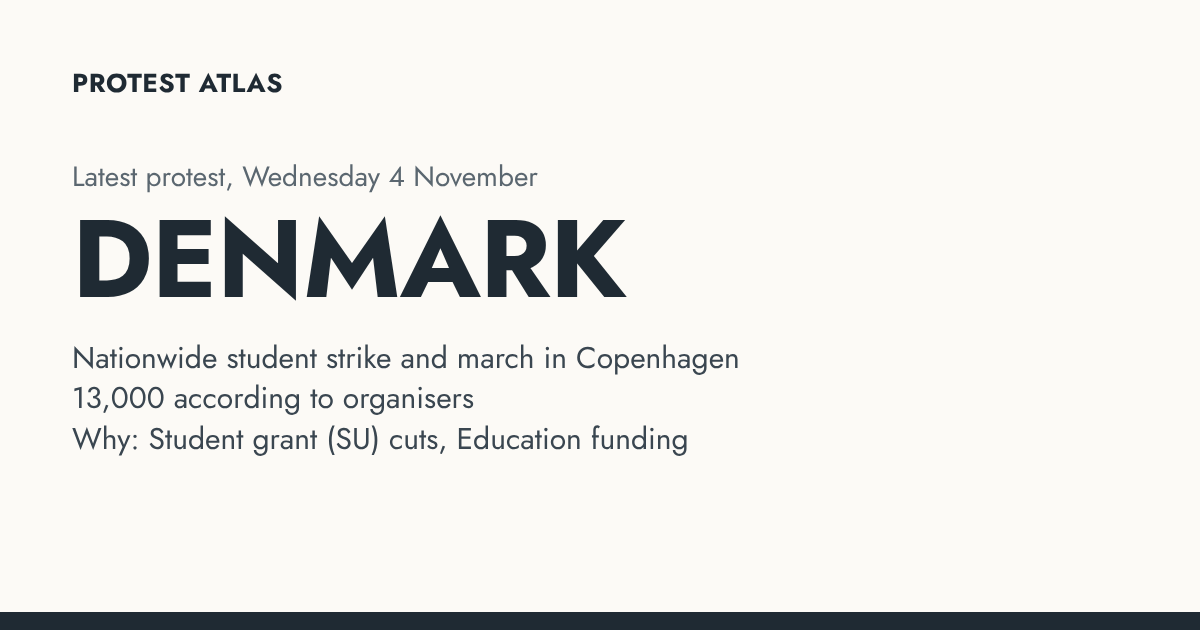 PROTEST ATLAS
Latest protest, Wednesday 4 November
DENMARK
Nationwide student strike and march in Copenhagen
13,000 according to organisers
Why: Student grant (SU) cuts, Education funding